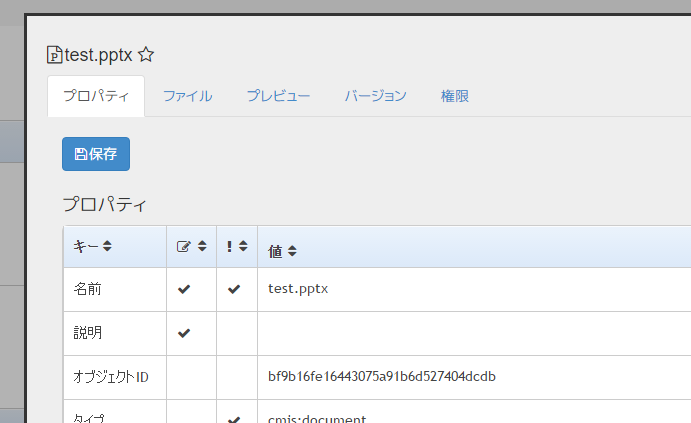 test.pptx
プロパティ ファイル プレビュー バージョン 権限
保存
プロパティ
キー ! 値
名前 test.pptx
説明
オブジェクトID bf9b16fe16443075a91b6d527404dcdb
タイプ cmis:document